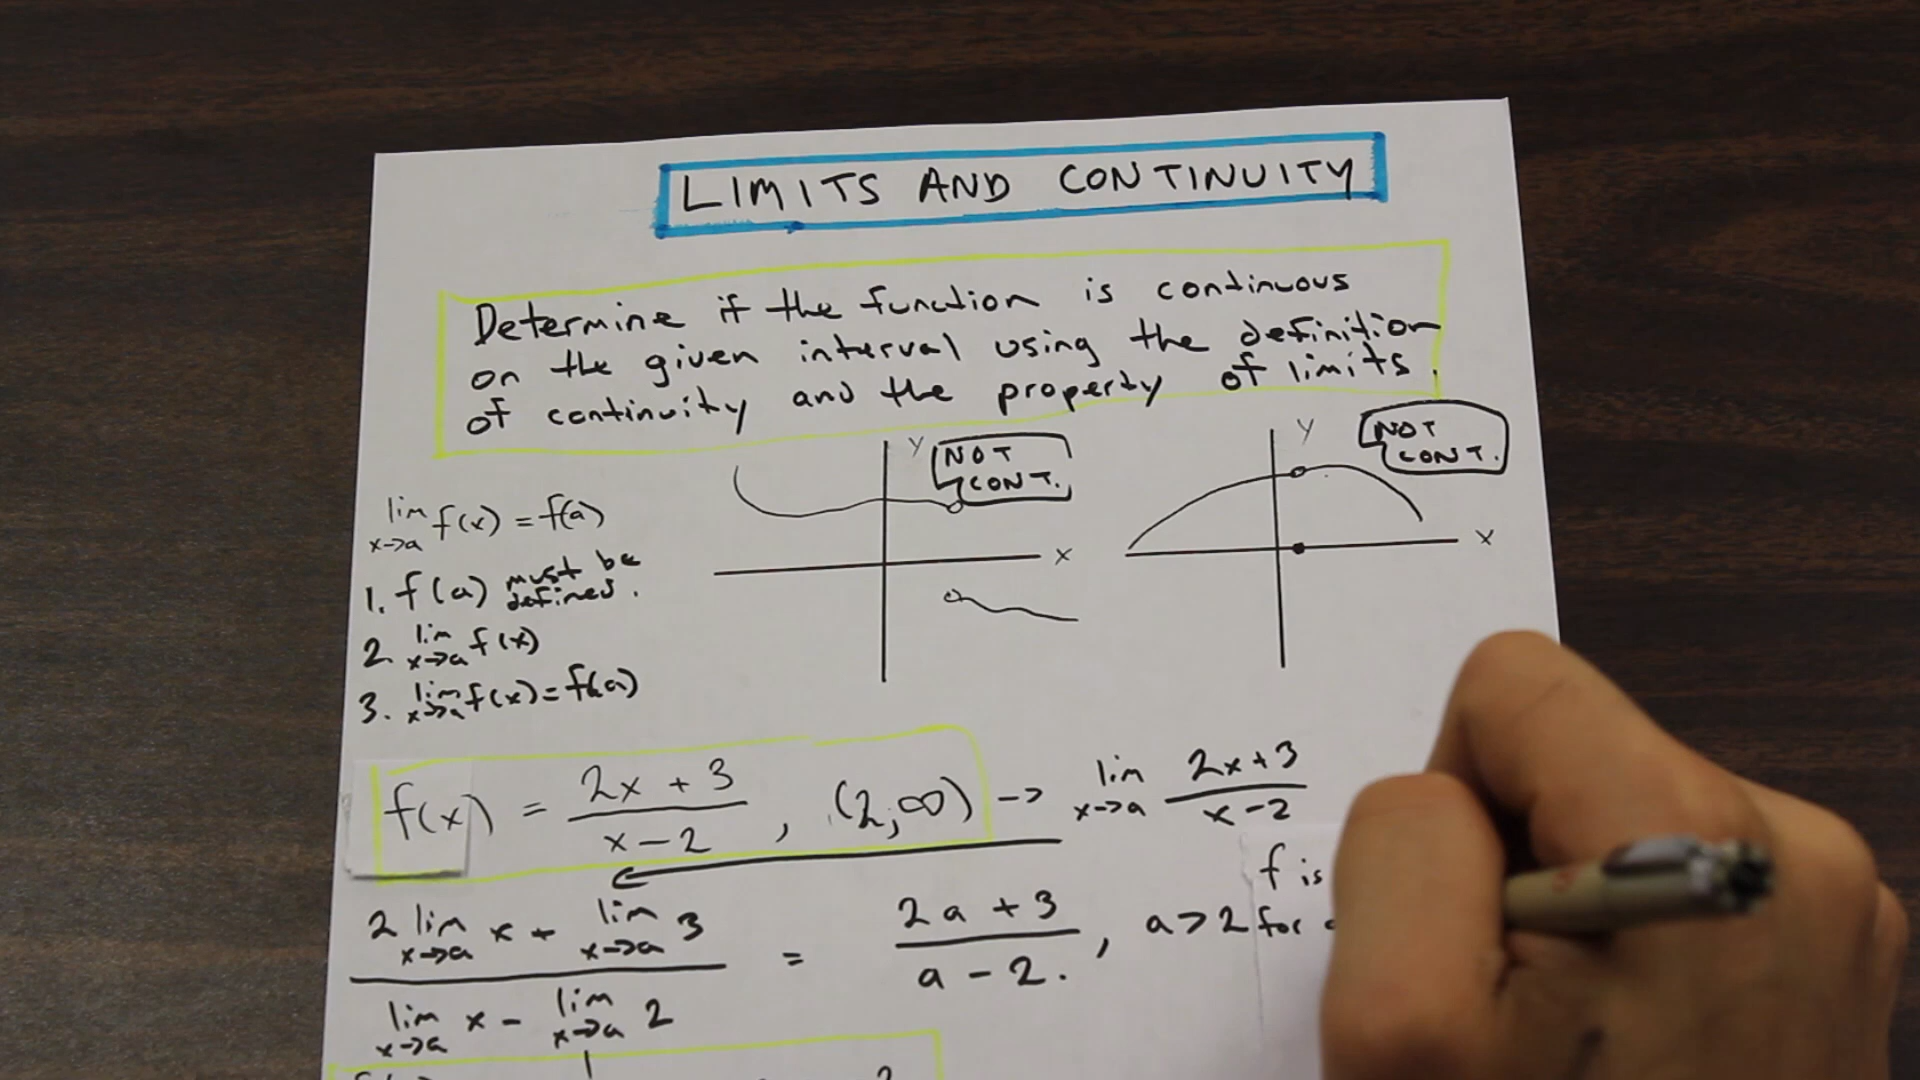 LIMITS AND CONTINUITY
Determine if the function is continuous
on the given interval using the definition
of continuity and the property of limits.
lim x→a f(x) = f(a)
1. f(a) must be defined.
2. lim x→a f(x)
3. lim x→a f(x) = f(a)
y
NOT
CONT.
x
y
NOT
CONT.
x
f(x) = (2x + 3)/(x - 2), (2, ∞) → lim x→a (2x+3)/(x-2)
f is
for
(2 lim x→a x + lim x→a 3)/(lim x→a x - lim x→a 2) = (2a + 3)/(a - 2.), a > 2